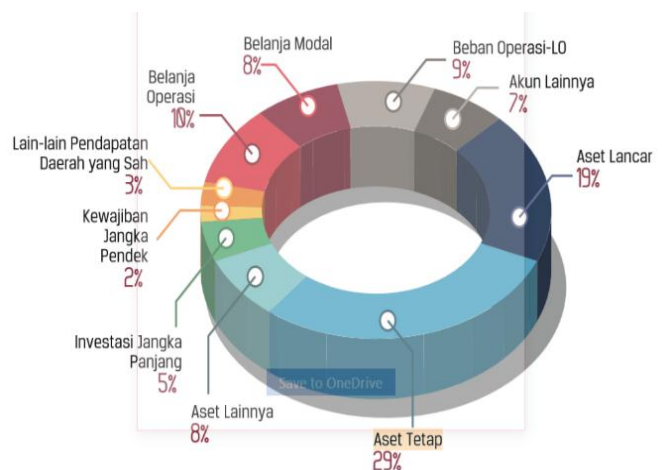 Belanja Modal
8%
Beban Operasi-LO
9%
Belanja
Operasi
10%
Akun Lainnya
7%
Lain-lain Pendapatan
Daerah yang Sah
3%
Aset Lancar
19%
Kewajiban
Jangka
Pendek
2%
Investasi Jangka
Panjang
5%
Save to OneDrive
Aset Lainnya
8%
Aset Tetap
29%